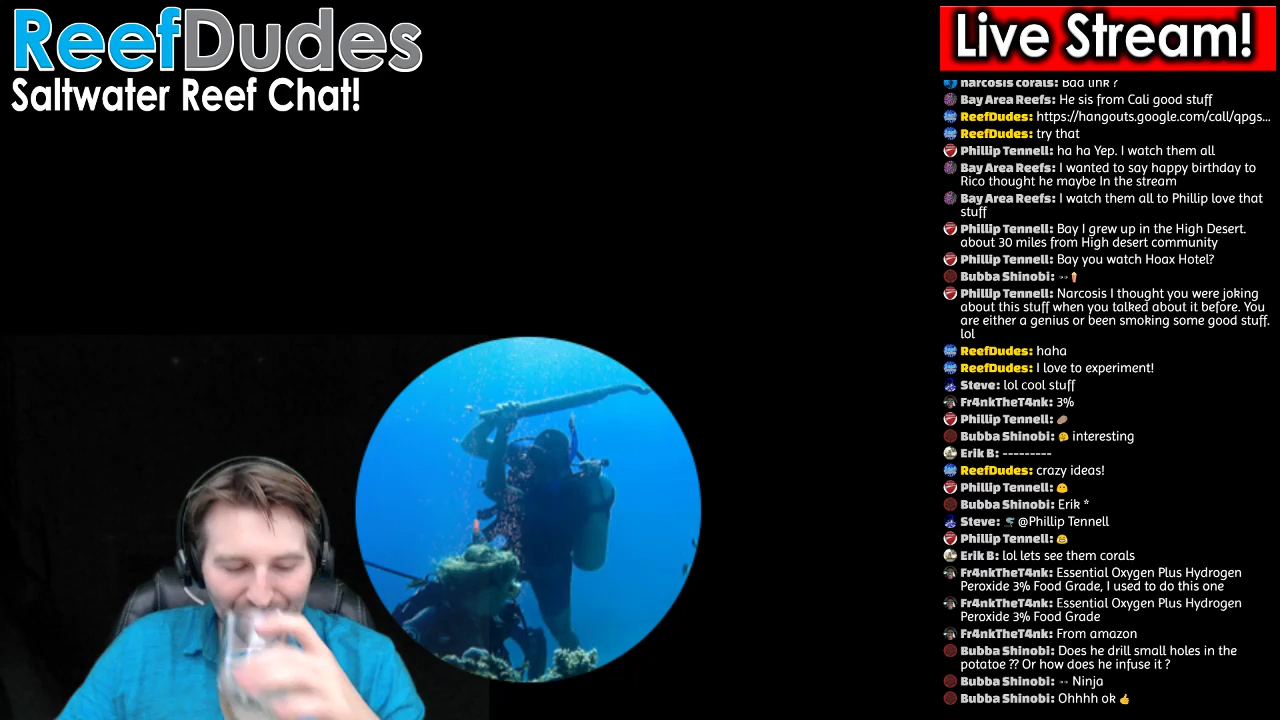 ReefDudes
Saltwater Reef Chat!
Live Stream!
narcosis corals: Bad link ?
Bay Area Reefs: He sis from Cali good stuff
ReefDudes: https://hangouts.google.com/call/qpgs...
ReefDudes: try that
Phillip Tennell: ha ha Yep. I watch them all
Bay Area Reefs: I wanted to say happy birthday to
Rico thought he maybe In the stream
Bay Area Reefs: I watch them all to Phillip love that
stuff
Phillip Tennell: Bay I grew up in the High Desert.
about 30 miles from High desert community
Phillip Tennell: Bay you watch Hoax Hotel?
Bubba Shinobi:
Phillip Tennell: Narcosis I thought you were joking
about this stuff when you talked about it before. You
are either a genius or been smoking some good stuff.
lol
ReefDudes: haha
ReefDudes: I love to experiment!
Steve: lol cool stuff
Fr4nkTheT4nk: 3%
Phillip Tennell: 🥔
Bubba Shinobi: 🤔 interesting
Erik B: ---------
ReefDudes: crazy ideas!
Phillip Tennell:
Bubba Shinobi: Erik *
Steve: @Phillip Tennell
Phillip Tennell:
Erik B: lol lets see them corals
Fr4nkTheT4nk: Essential Oxygen Plus Hydrogen
Peroxide 3% Food Grade, I used to do this one
Fr4nkTheT4nk: Essential Oxygen Plus Hydrogen
Peroxide 3% Food Grade
Fr4nkTheT4nk: From amazon
Bubba Shinobi: Does he drill small holes in the
potatoe ?? Or how does he infuse it ?
Bubba Shinobi: Ninja
Bubba Shinobi: Ohhhh ok 👍